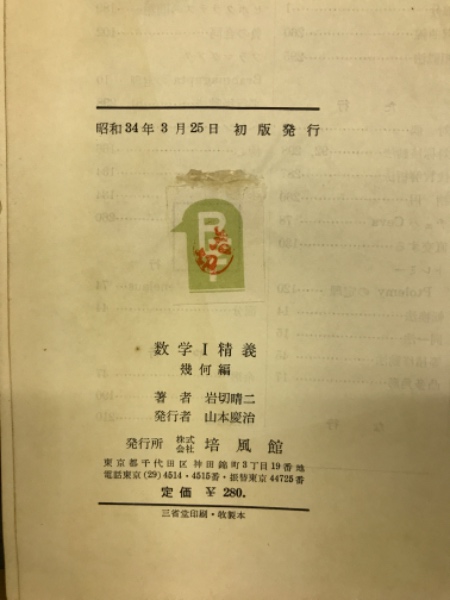 昭和34年3月25日 初版発行
数学Ⅰ精義
幾何編
著者 岩切晴二
発行者 山本慶治
発行所 株式会社 培風館
東京都千代田区神田錦町3丁目19番地
電話東京(29)4514・4515番・振替東京44725番
定価 ¥280.
三省堂印刷・牧製本